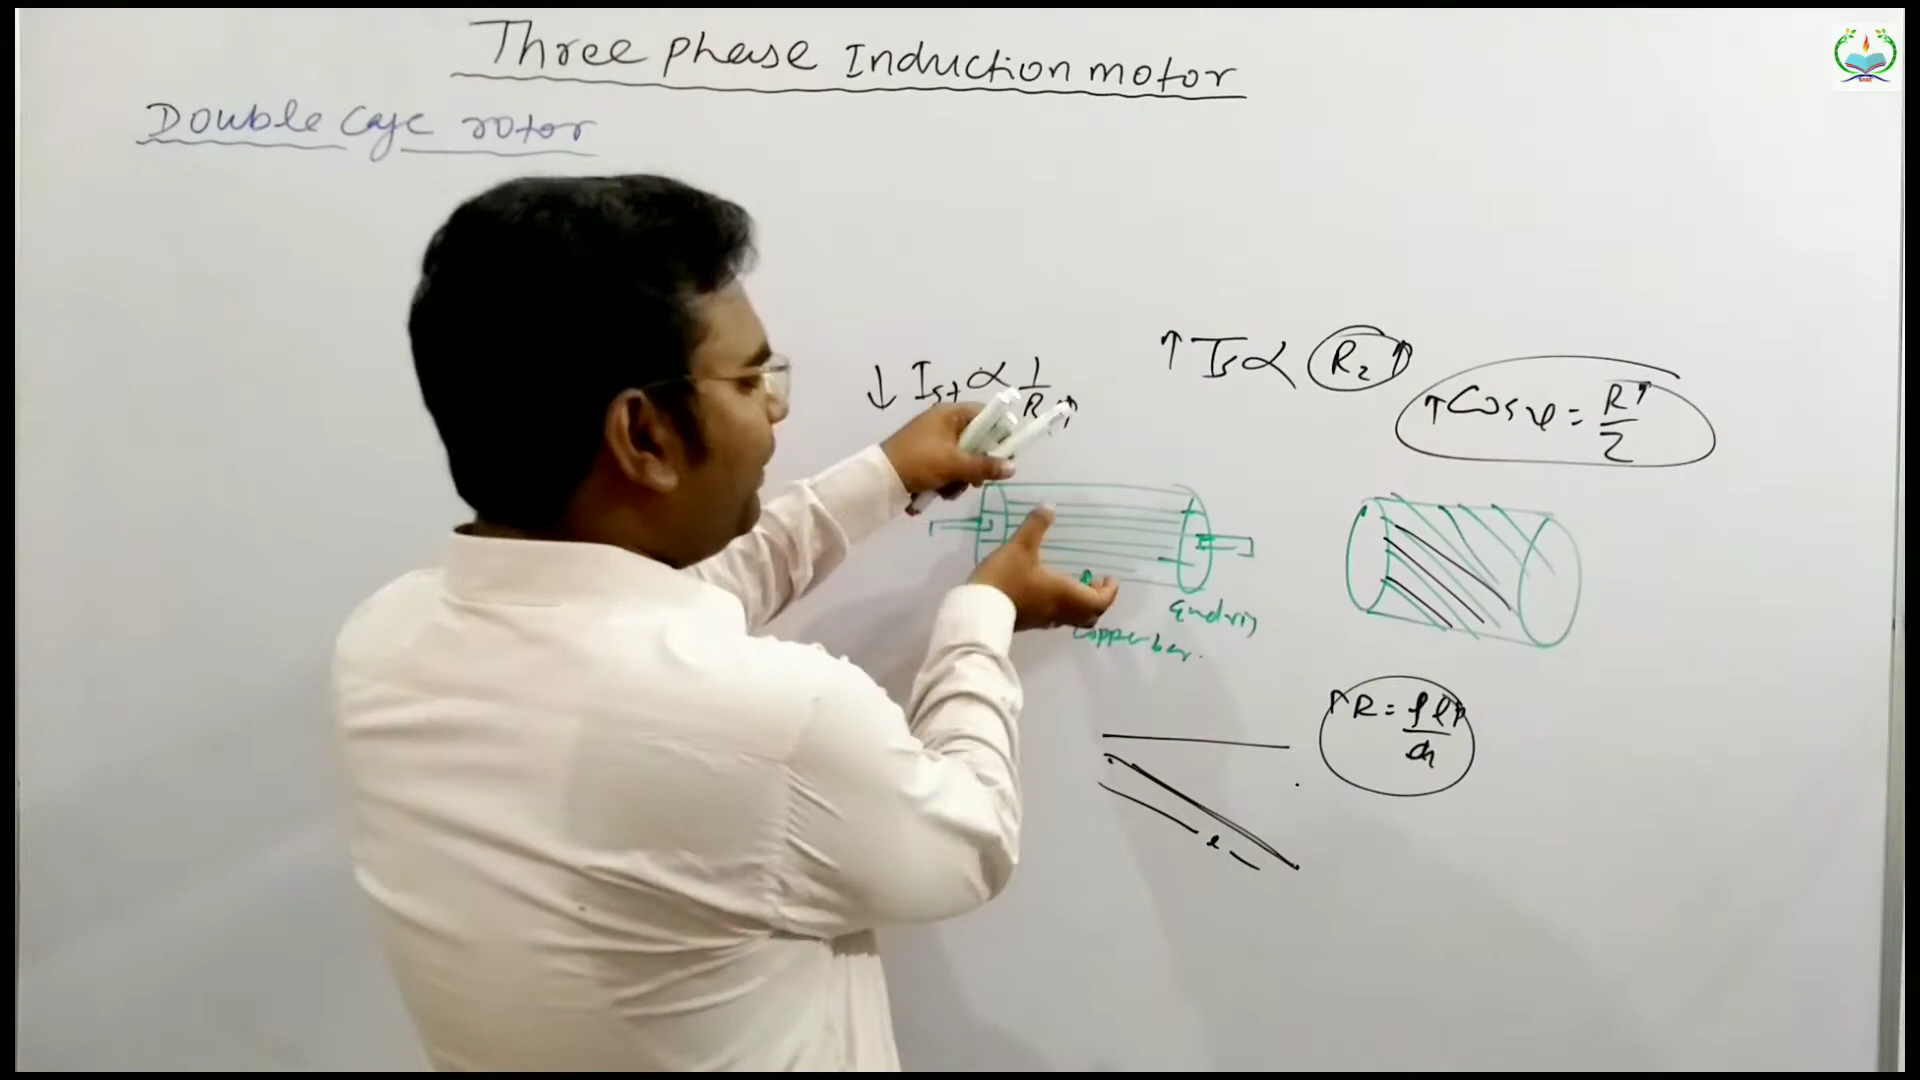 Three phase Induction motor
Double Cage rotor
↓ Ist ∝ 1/R ↑
↑ Ts ∝ R2 ↑
↑ Cos φ = R↑/Z
Endring
Copper bar.
↑ R = ρl↑/a
l